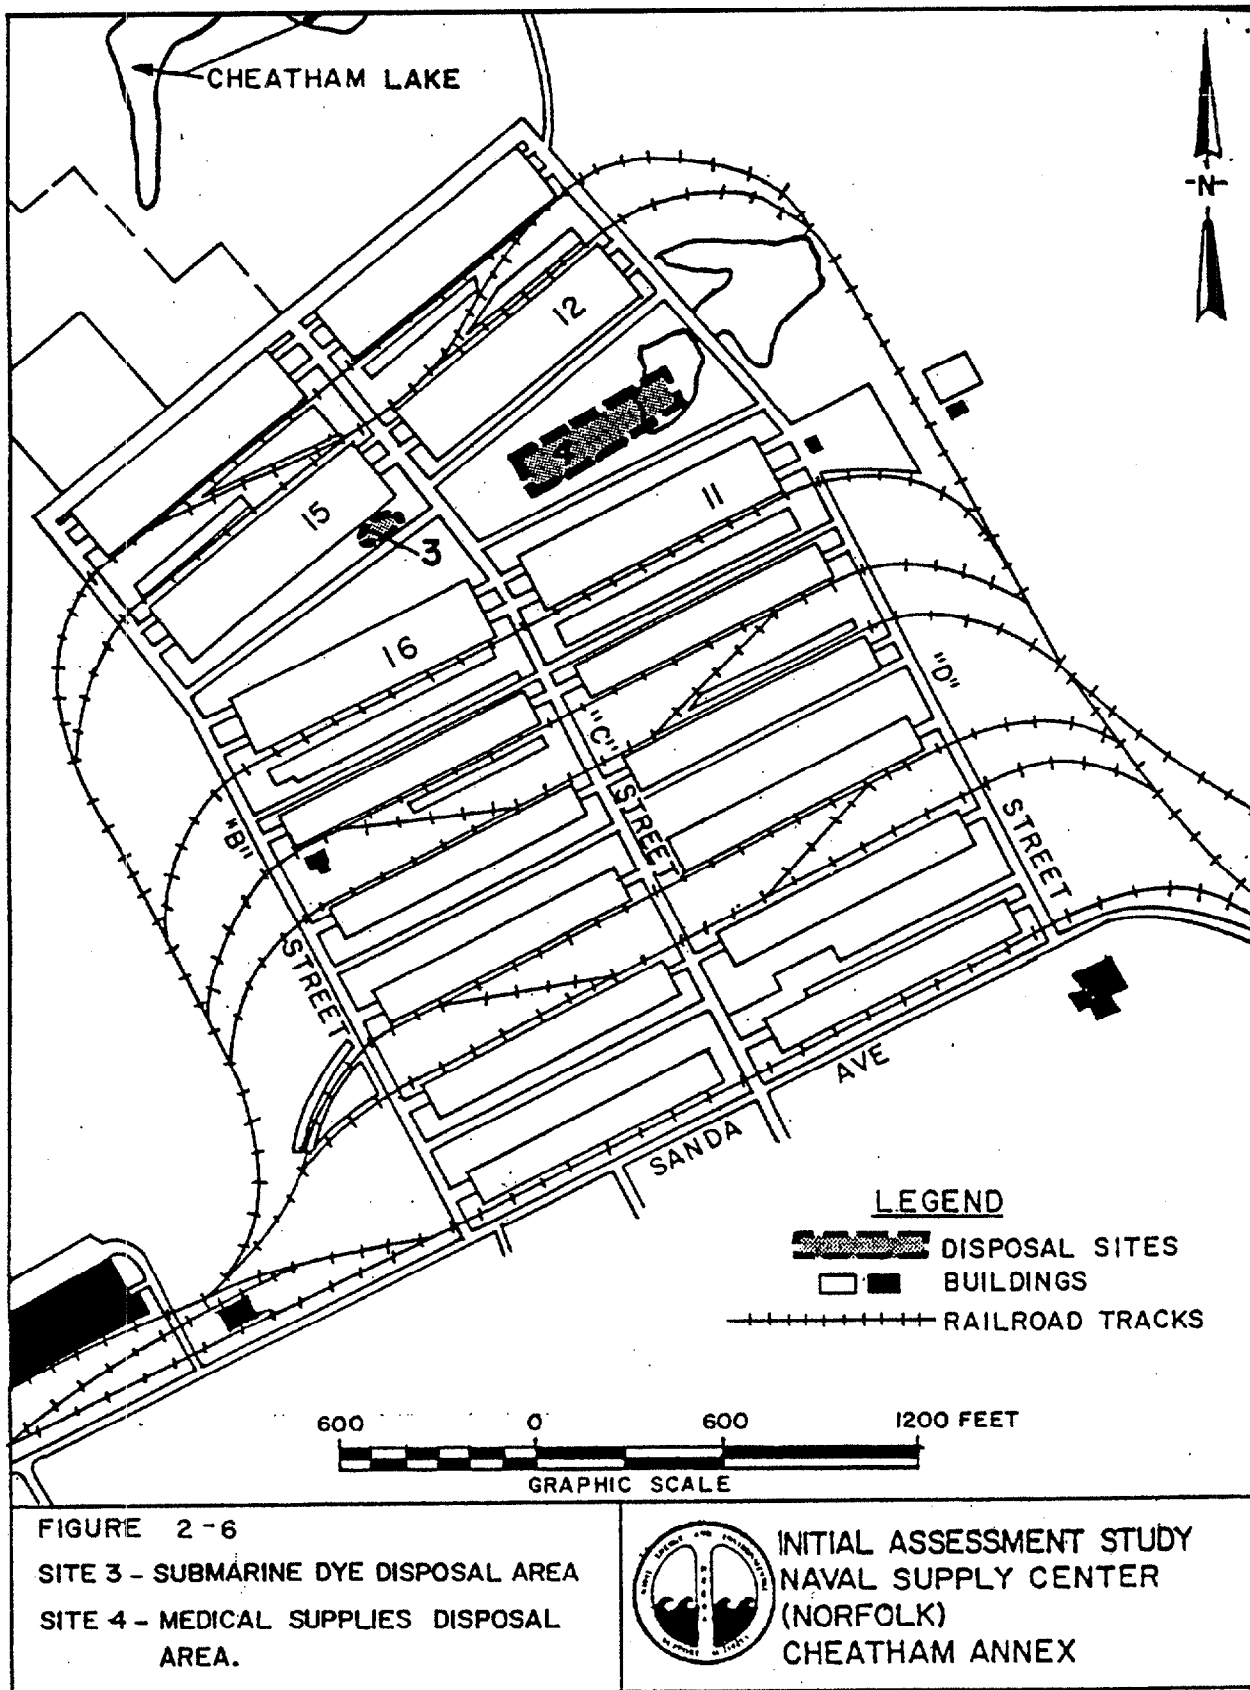 CHEATHAM LAKE
-N-
12
4
15
3
11
16
"D"
"C"
STREET
"B"
STREET
STREET
AVE
SANDA
LEGEND
DISPOSAL SITES
BUILDINGS
RAILROAD TRACKS
600 0 600 1200 FEET
GRAPHIC SCALE
FIGURE 2-6
SITE 3 - SUBMARINE DYE DISPOSAL AREA
SITE 4 - MEDICAL SUPPLIES DISPOSAL
AREA.
INITIAL ASSESSMENT STUDY
NAVAL SUPPLY CENTER
(NORFOLK)
CHEATHAM ANNEX